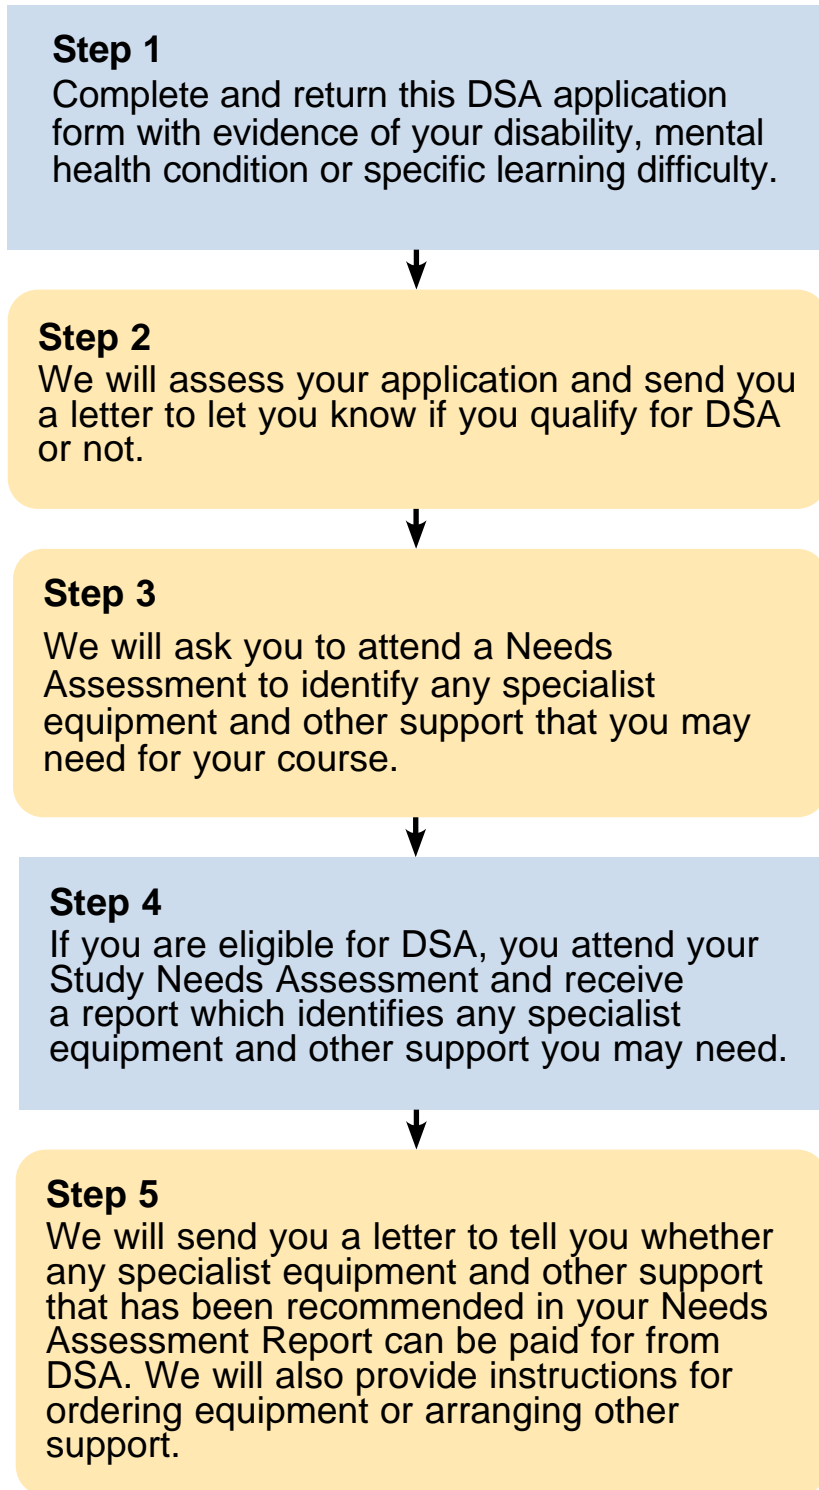 Step 1
Complete and return this DSA application
form with evidence of your disability, mental
health condition or specific learning difficulty.
Step 2
We will assess your application and send you
a letter to let you know if you qualify for DSA
or not.
Step 3
We will ask you to attend a Needs
Assessment to identify any specialist
equipment and other support that you may
need for your course.
Step 4
If you are eligible for DSA, you attend your
Study Needs Assessment and receive
a report which identifies any specialist
equipment and other support you may need.
Step 5
We will send you a letter to tell you whether
any specialist equipment and other support
that has been recommended in your Needs
Assessment Report can be paid for from
DSA. We will also provide instructions for
ordering equipment or arranging other
support.